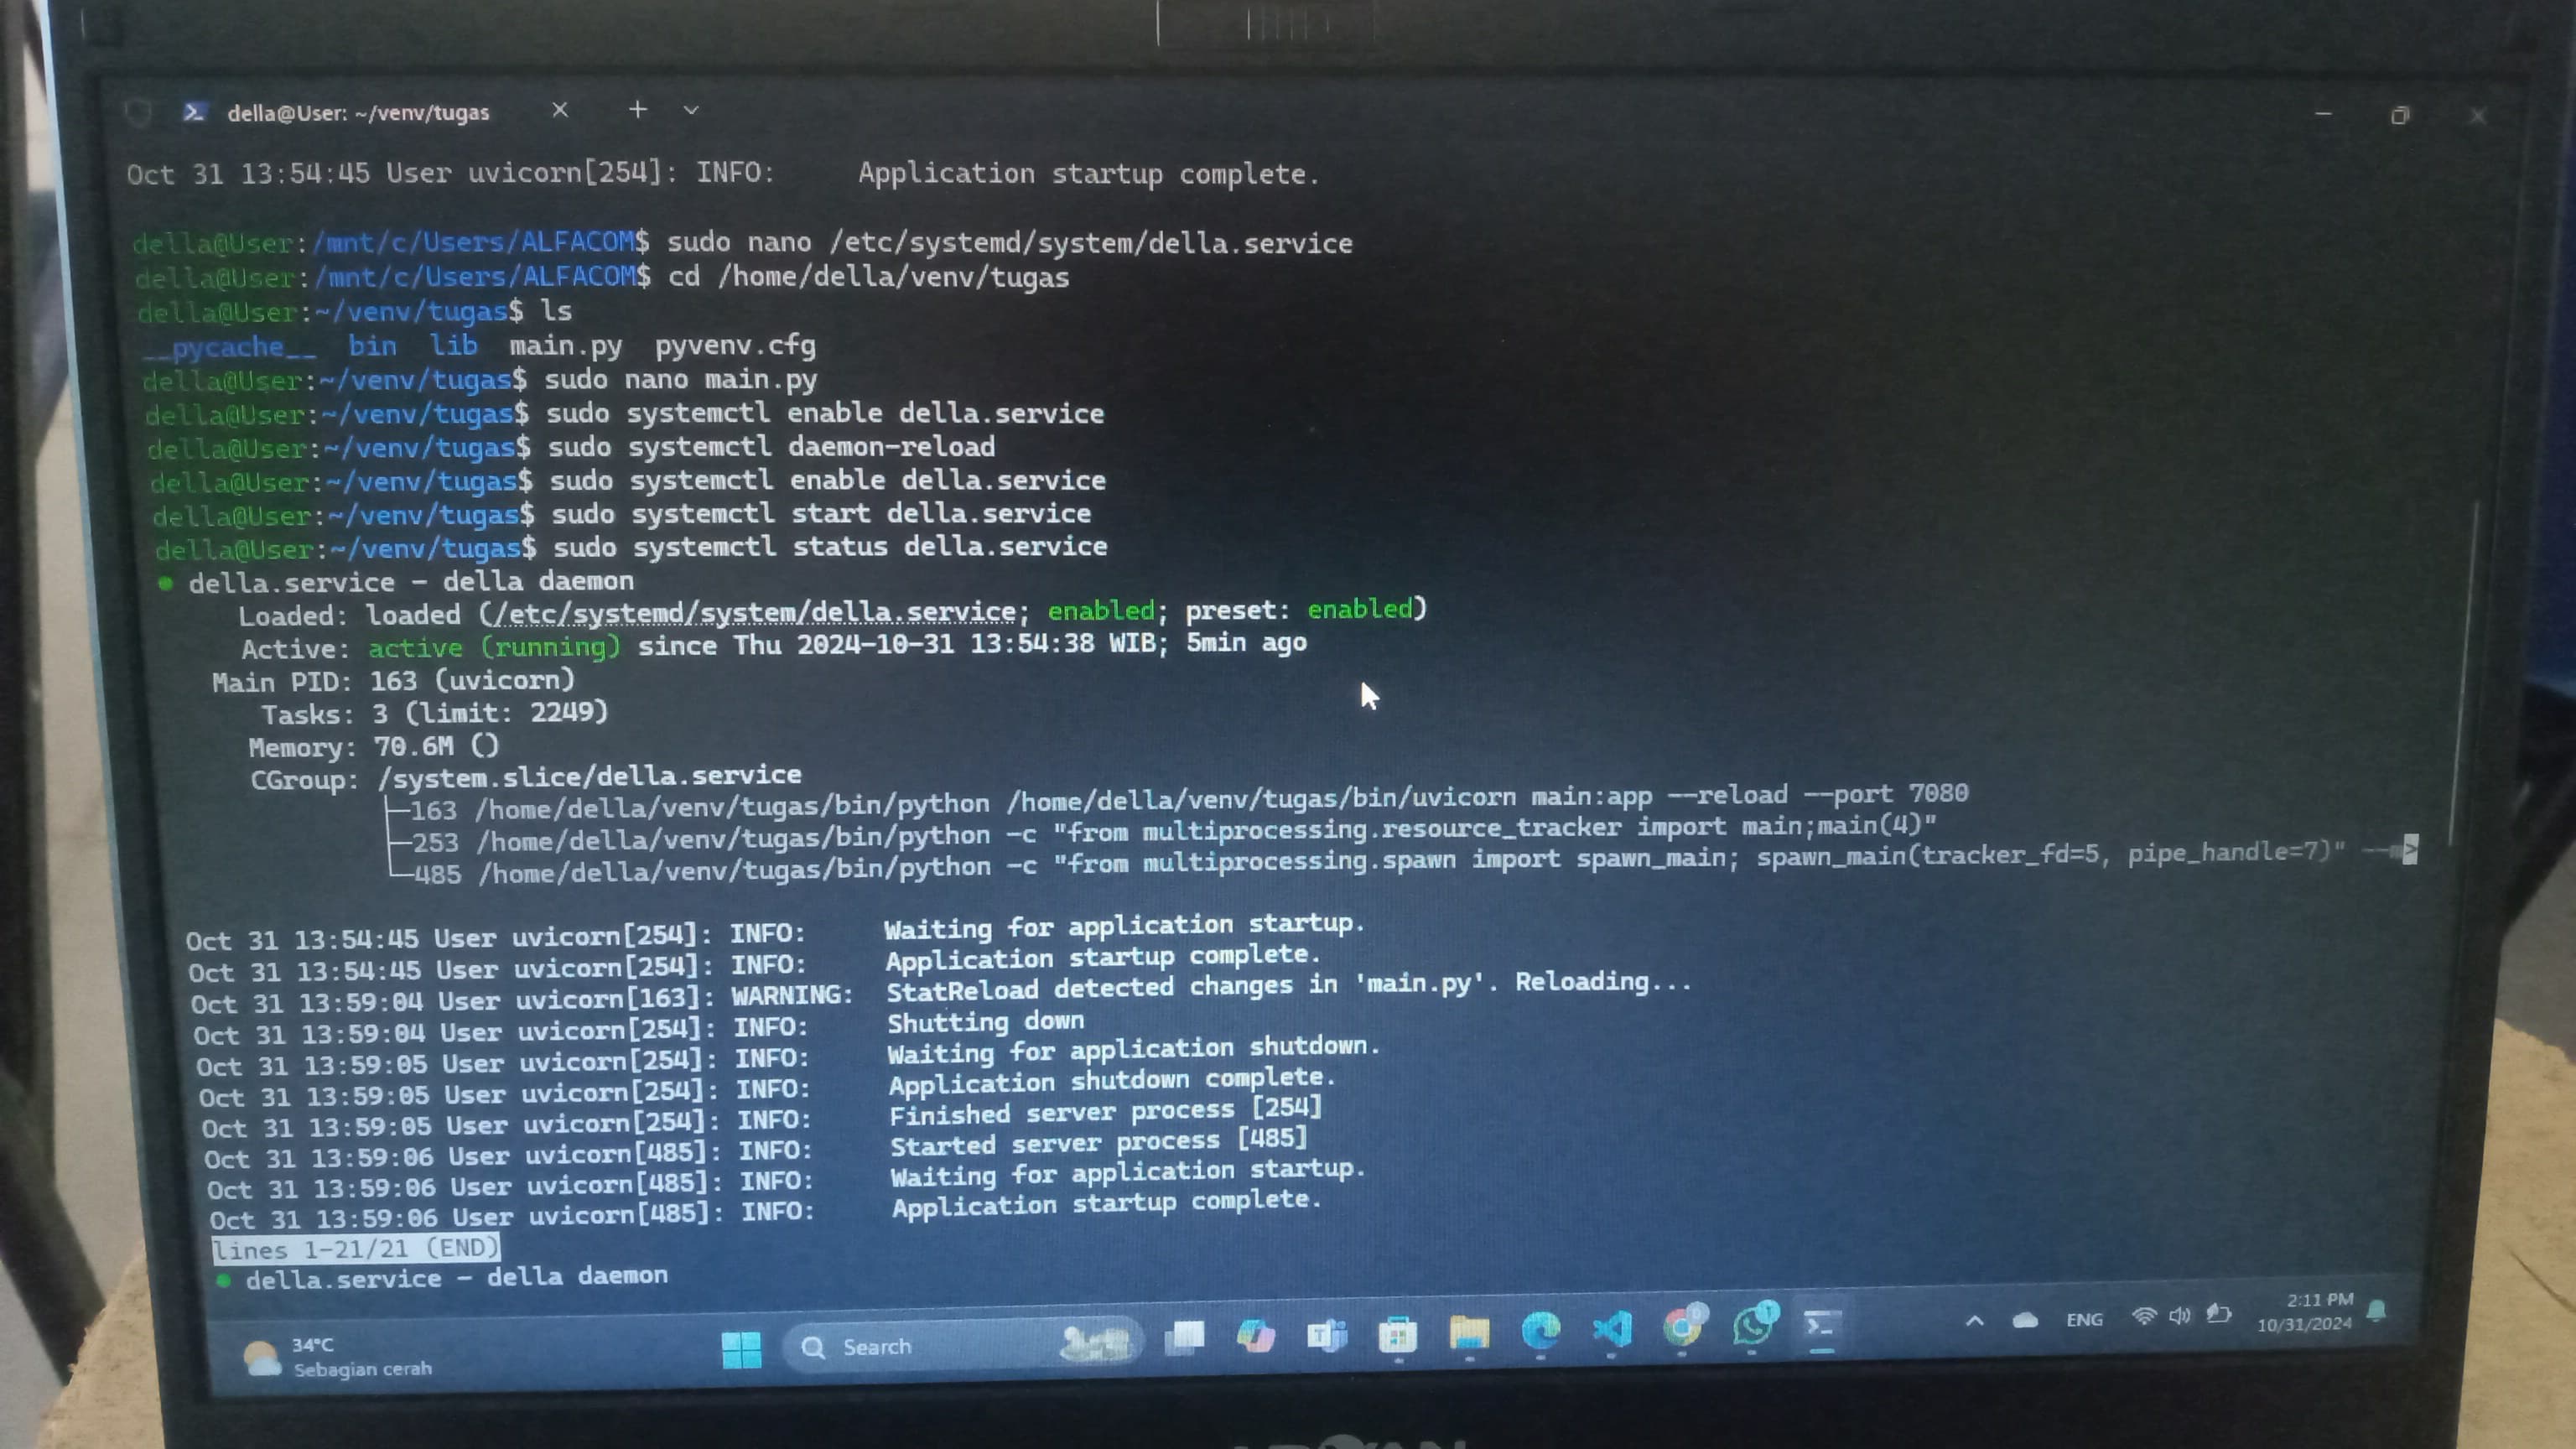 della@User: ~/venv/tugas
Oct 31 13:54:45 User uvicorn[254]: INFO:     Application startup complete.
della@User:/mnt/c/Users/ALFACOM$ sudo nano /etc/systemd/system/della.service
della@User:/mnt/c/Users/ALFACOM$ cd /home/della/venv/tugas
della@User:~/venv/tugas$ ls
__pycache__  bin  lib  main.py  pyvenv.cfg
della@User:~/venv/tugas$ sudo nano main.py
della@User:~/venv/tugas$ sudo systemctl enable della.service
della@User:~/venv/tugas$ sudo systemctl daemon-reload
della@User:~/venv/tugas$ sudo systemctl enable della.service
della@User:~/venv/tugas$ sudo systemctl start della.service
della@User:~/venv/tugas$ sudo systemctl status della.service
● della.service - della daemon
Loaded: loaded (/etc/systemd/system/della.service; enabled; preset: enabled)
Active: active (running) since Thu 2024-10-31 13:54:38 WIB; 5min ago
Main PID: 163 (uvicorn)
Tasks: 3 (limit: 2249)
Memory: 70.6M ()
CGroup: /system.slice/della.service
├─163 /home/della/venv/tugas/bin/python /home/della/venv/tugas/bin/uvicorn main:app --reload --port 7080
├─253 /home/della/venv/tugas/bin/python -c "from multiprocessing.resource_tracker import main;main(4)"
└─485 /home/della/venv/tugas/bin/python -c "from multiprocessing.spawn import spawn_main; spawn_main(tracker_fd=5, pipe_handle=7)" --m>
Oct 31 13:54:45 User uvicorn[254]: INFO:     Waiting for application startup.
Oct 31 13:54:45 User uvicorn[254]: INFO:     Application startup complete.
Oct 31 13:59:04 User uvicorn[163]: WARNING:  StatReload detected changes in 'main.py'. Reloading...
Oct 31 13:59:04 User uvicorn[254]: INFO:     Shutting down
Oct 31 13:59:05 User uvicorn[254]: INFO:     Waiting for application shutdown.
Oct 31 13:59:05 User uvicorn[254]: INFO:     Application shutdown complete.
Oct 31 13:59:05 User uvicorn[254]: INFO:     Finished server process [254]
Oct 31 13:59:06 User uvicorn[485]: INFO:     Started server process [485]
Oct 31 13:59:06 User uvicorn[485]: INFO:     Waiting for application startup.
Oct 31 13:59:06 User uvicorn[485]: INFO:     Application startup complete.
lines 1-21/21 (END)
● della.service - della daemon
34°C
Sebagian cerah
Search
ENG
2:11 PM
10/31/2024